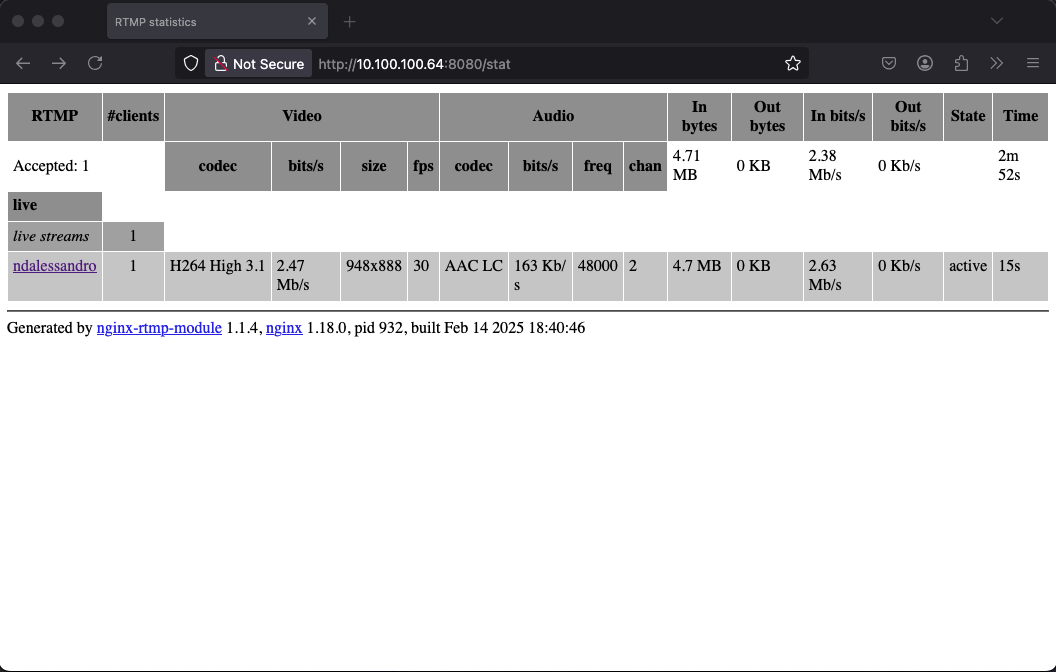 RTMP statistics
Not Secure http://10.100.100.64:8080/stat
RTMP #clients Video Audio In bytes Out bytes In bits/s Out bits/s State Time
Accepted: 1 codec bits/s size fps codec bits/s freq chan 4.71 MB 0 KB 2.38 Mb/s 0 Kb/s 2m 52s
live
live streams 1
ndalessandro 1 H264 High 3.1 2.47 Mb/s 948x888 30 AAC LC 163 Kb/s 48000 2 4.7 MB 0 KB 2.63 Mb/s 0 Kb/s active 15s
Generated by nginx-rtmp-module 1.1.4, nginx 1.18.0, pid 932, built Feb 14 2025 18:40:46